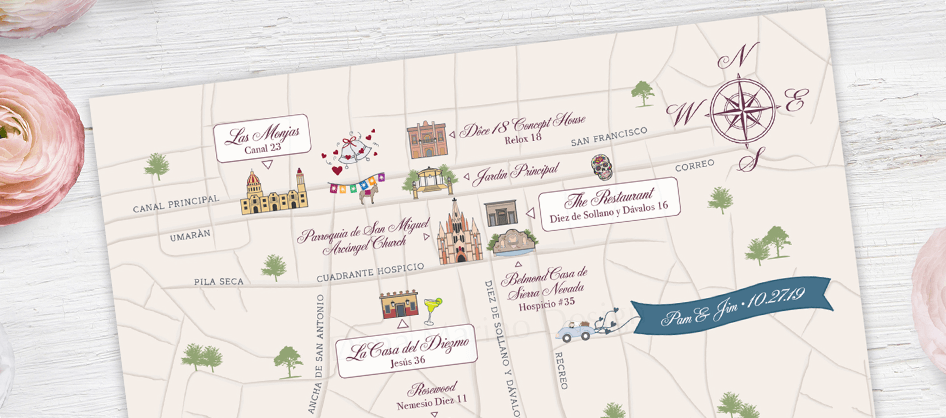 N
W
E
S
Las Monjas
Canal 23
Dôce 18 Concept House
Relox 18
SAN FRANCISCO
Jardin Principal
CORREO
The Restaurant
Diez de Sollano y Dávalos 16
CANAL PRINCIPAL
UMARÀN
Parroquia de San Miguel
Arcángel Church
PILA SECA
CUADRANTE HOSPICIO
Belmond Casa de
Sierra Nevada
Hospicio #35
Pam & Jim • 10.27.19
ANCHA DE SAN ANTONIO
DIEZ DE SOLLANO Y DÁVALO
RECREO
La Casa del Diezmo
Jesús 36
Rosewood
Nemesio Diez 11